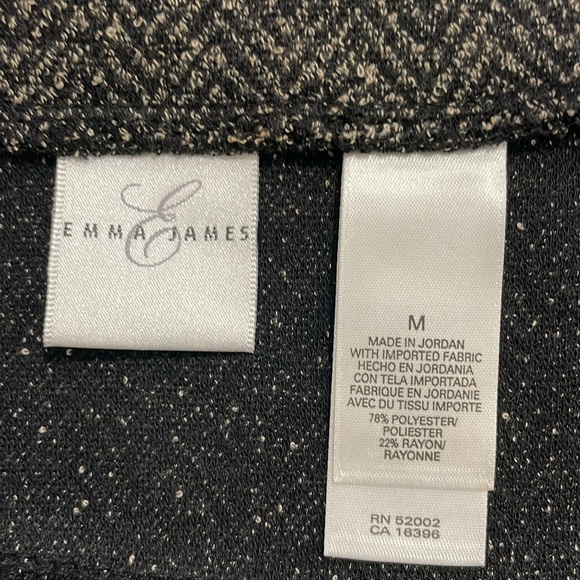 E
EMMA JAMES
M
MADE IN JORDAN
WITH IMPORTED FABRIC
HECHO EN JORDANIA
CON TELA IMPORTADA
FABRIQUE EN JORDANIE
AVEC DU TISSU IMPORTE
78% POLYESTER/
POLIESTER
22% RAYON/
RAYONNE
RN 52002
CA 16396